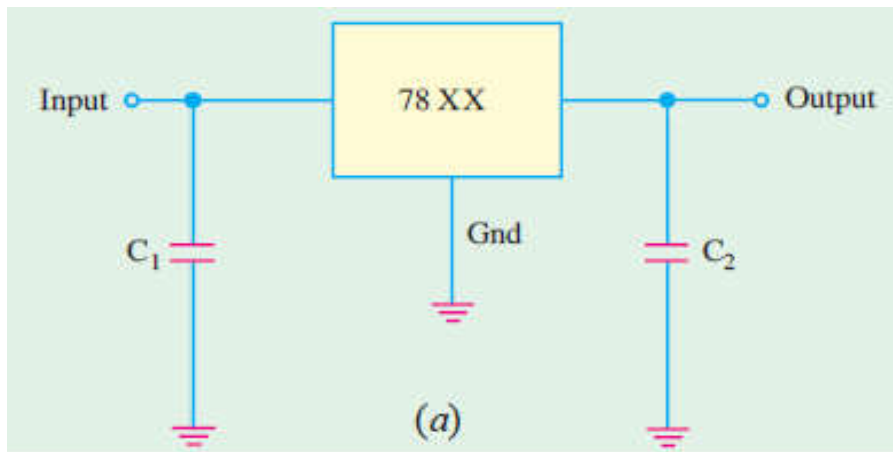 Input
78 XX
Output
Gnd
C1
C2
(a)